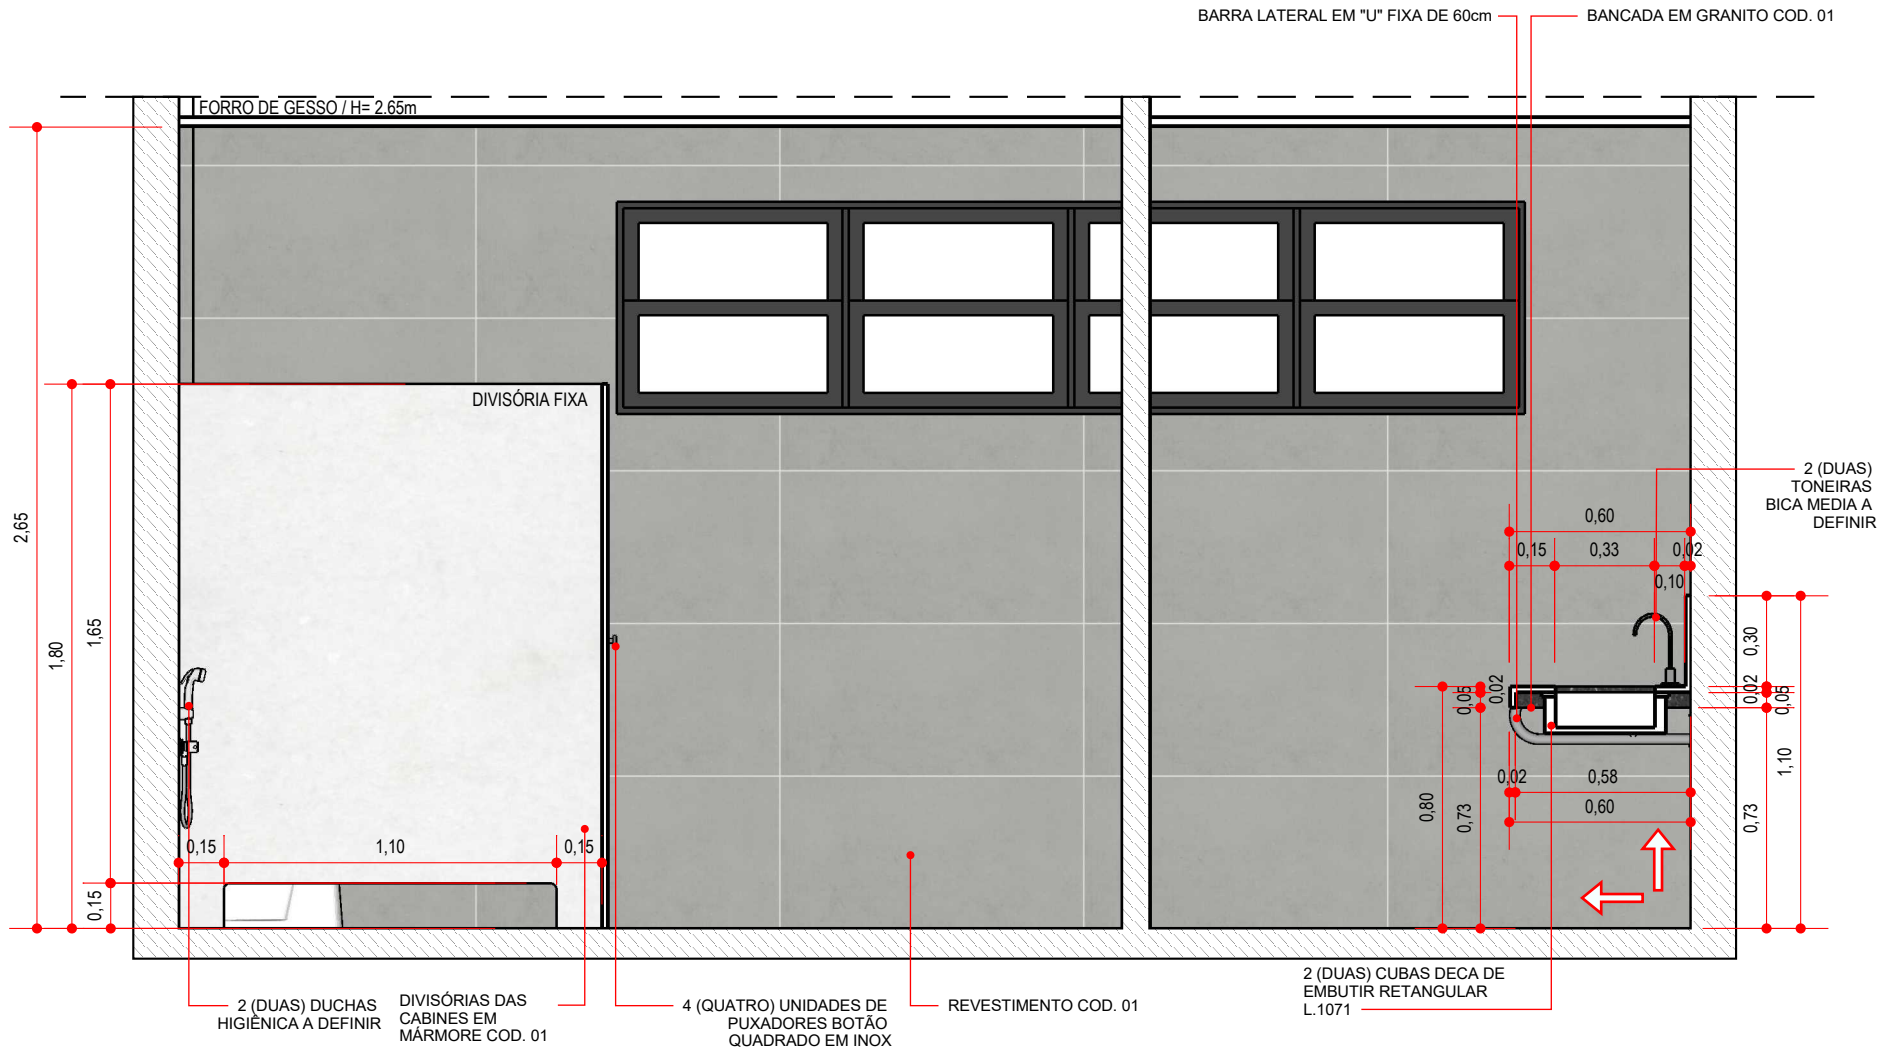 BARRA LATERAL EM "U" FIXA DE 60cm
BANCADA EM GRANITO COD. 01
FORRO DE GESSO / H= 2.65m
DIVISÓRIA FIXA
2 (DUAS)
TONEIRAS
BICA MEDIA A
DEFINIR
2,65
1,80
1,65
0,15
0,15
1,10
0,15
0,60
0,15
0,33
0,02
0,10
0,30
0,02
0,05
1,10
0,73
0,05
0,02
0,80
0,73
0,02
0,58
0,60
2 (DUAS) DUCHAS
HIGIÊNICA A DEFINIR
DIVISÓRIAS DAS
CABINES EM
MÁRMORE COD. 01
4 (QUATRO) UNIDADES DE
PUXADORES BOTÃO
QUADRADO EM INOX
REVESTIMENTO COD. 01
2 (DUAS) CUBAS DECA DE
EMBUTIR RETANGULAR
L.1071